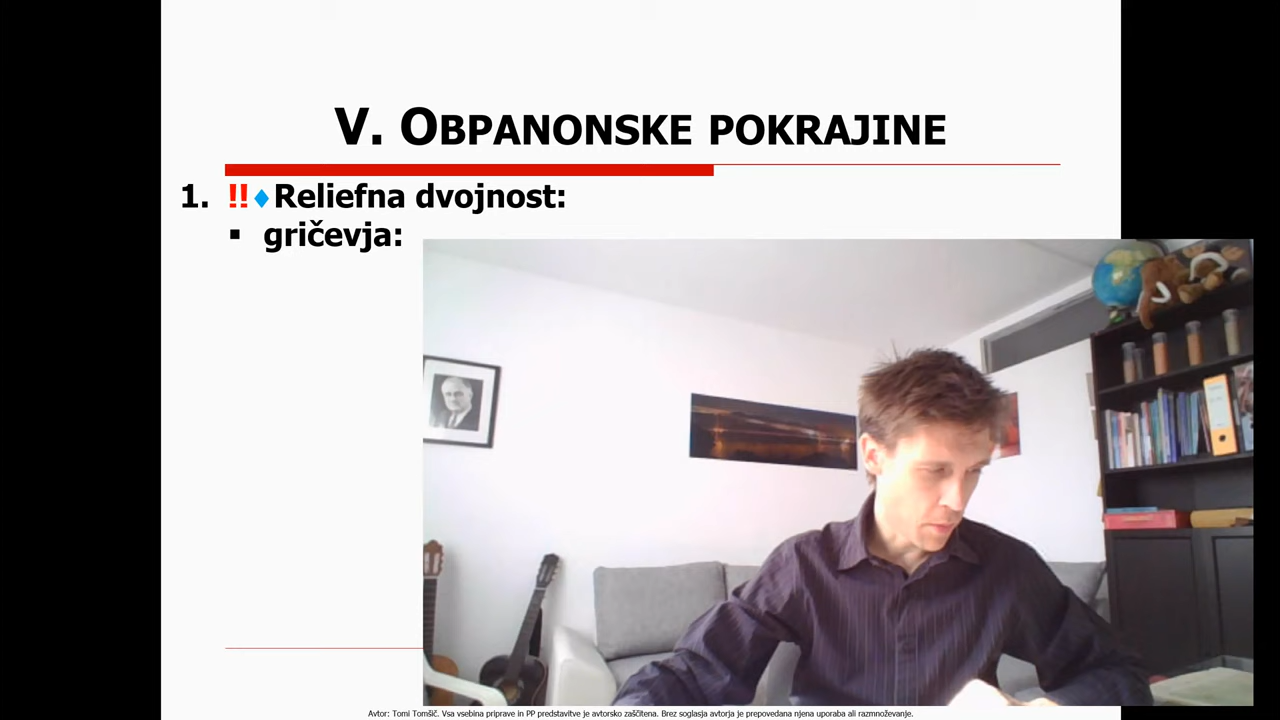 V. OBPANONSKE POKRAJINE
1. !!♦Reliefna dvojnost:
▪ gričevja:
Avtor: Tomi Tomšič. Vsa vsebina priprave in PP predstavitve je avtorsko zaščitena. Brez soglasja avtorja je prepovedana njena uporaba ali razmnoževanje.